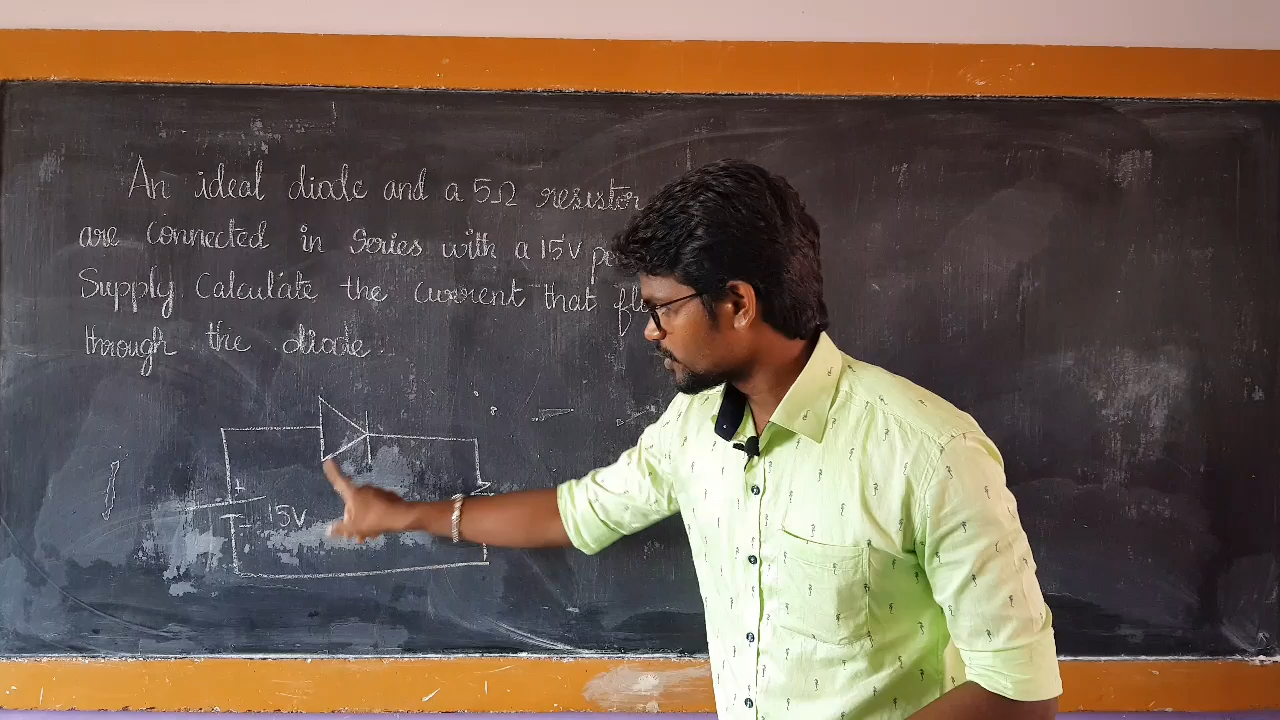 An ideal diode and a 5Ω resistor
are connected in Series with a 15V
Supply Calculate the current that
through the diode.
15V